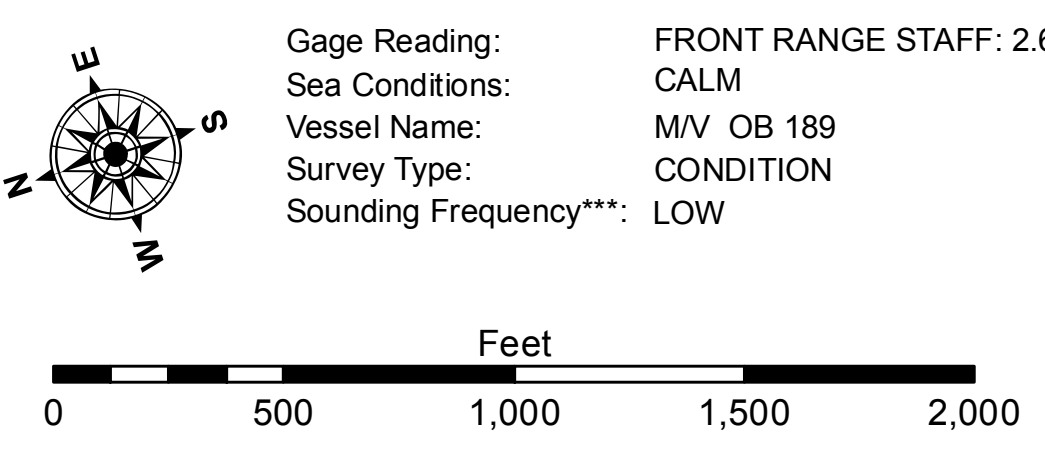 E
S
N
W
Gage Reading: FRONT RANGE STAFF: 2.6
Sea Conditions: CALM
Vessel Name: M/V OB 189
Survey Type: CONDITION
Sounding Frequency***: LOW
Feet
0 500 1,000 1,500 2,000